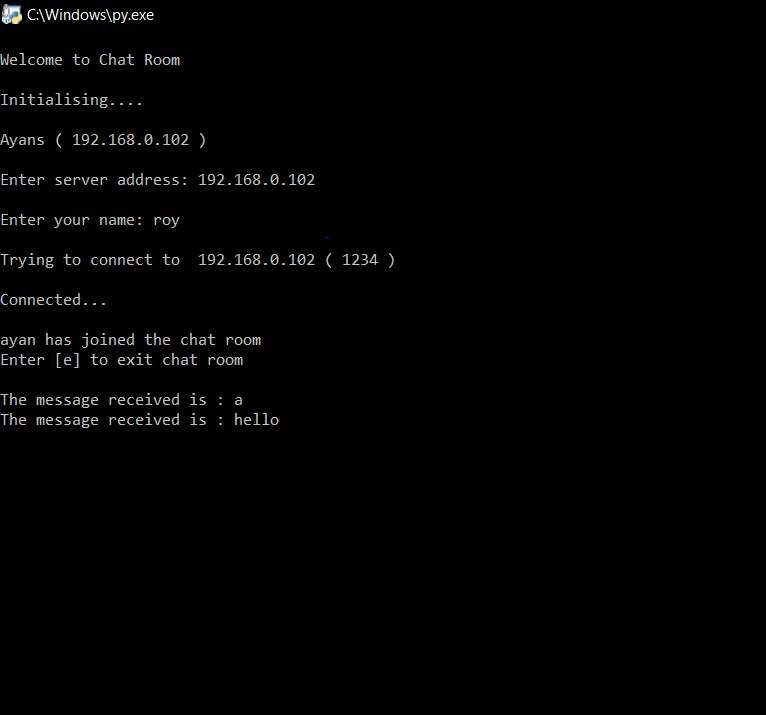 C:\Windows\py.exe
Welcome to Chat Room
Initialising....
Ayans ( 192.168.0.102 )
Enter server address: 192.168.0.102
Enter your name: roy
Trying to connect to  192.168.0.102 ( 1234 )
Connected...
ayan has joined the chat room
Enter [e] to exit chat room
The message received is : a
The message received is : hello